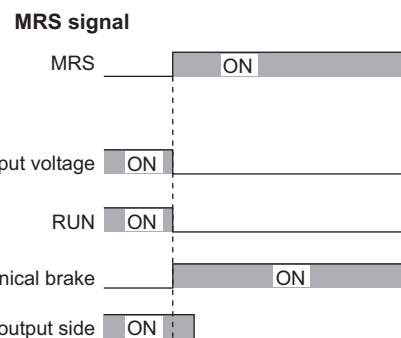 MRS signal
MRS ON
put voltage ON
RUN ON
nical brake ON
output side ON